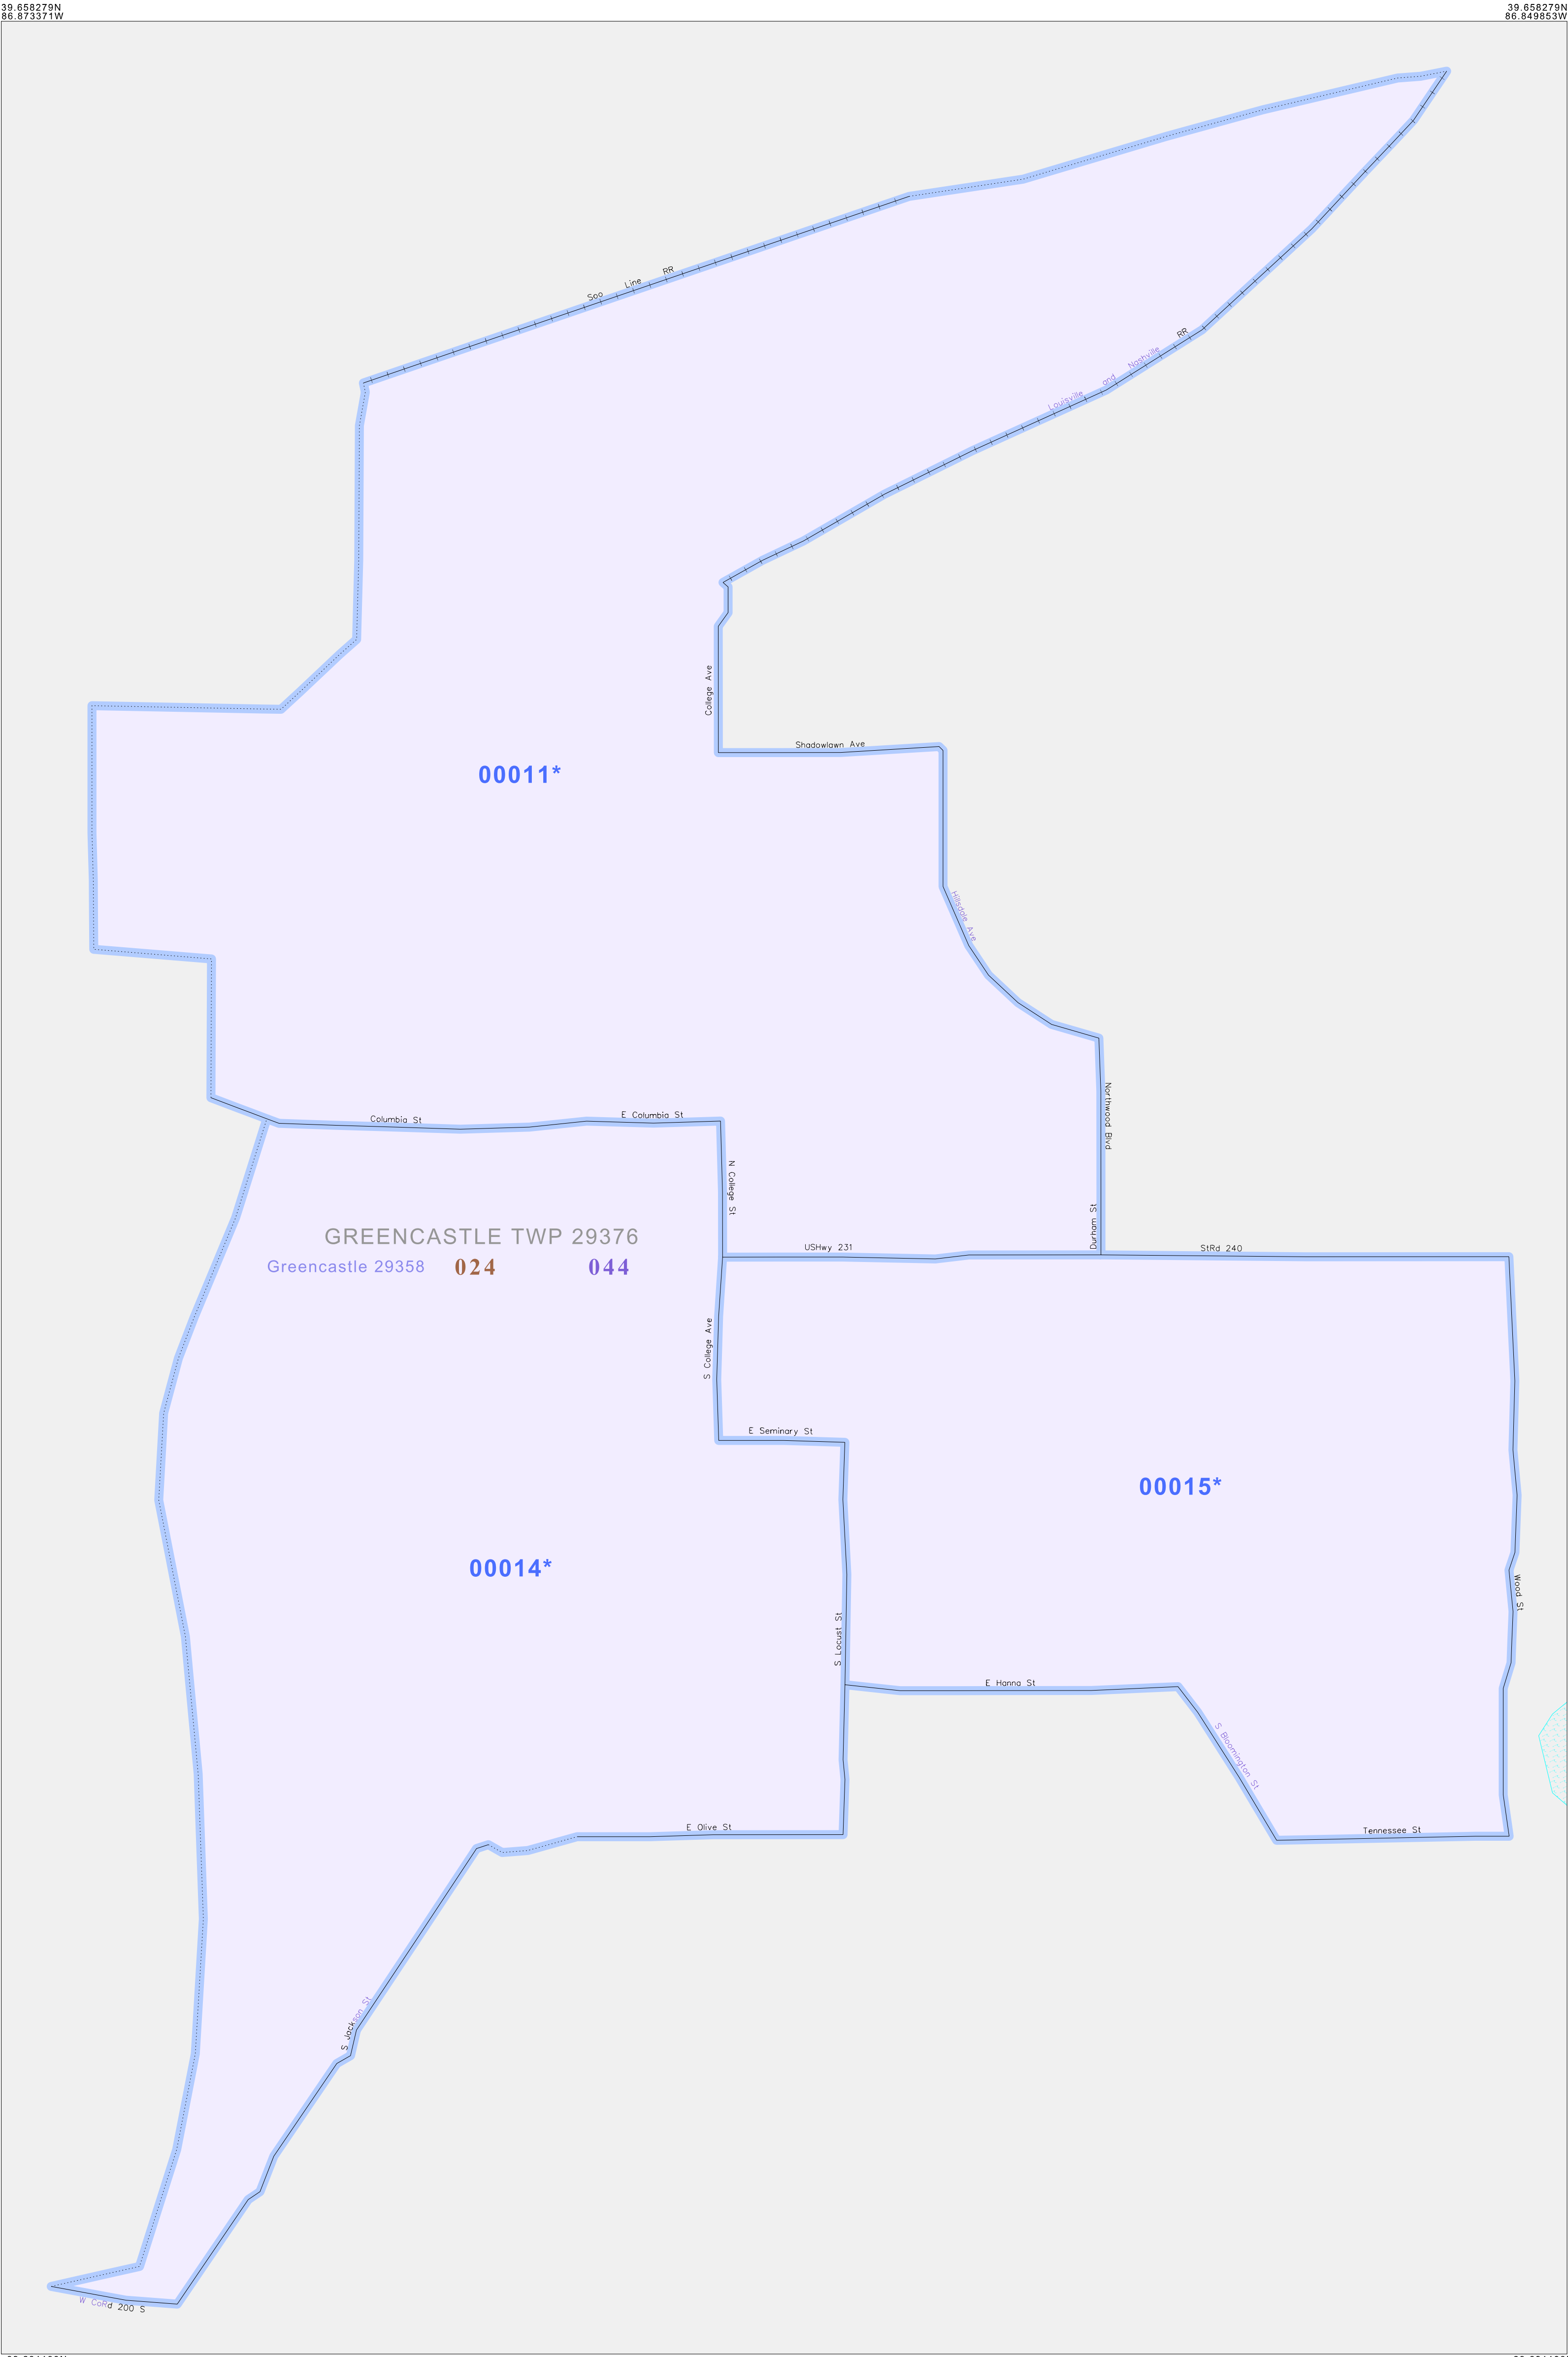 39.658279N
86.873371W
39.658279N
86.849853W
Soo Line RR
Louisville and Nashville RR
College Ave
Shadowlawn Ave
00011*
Hillsdale Ave
Northwood Blvd
Columbia St
E Columbia St
N College St
Durham St
GREENCASTLE TWP 29376
USHwy 231
StRd 240
Greencastle 29358
024
044
S College Ave
E Seminary St
00015*
00014*
Wood St
S Locust St
E Hanna St
S Bloomington St
E Olive St
Tennessee St
S Jackson St
W CoRd 200 S